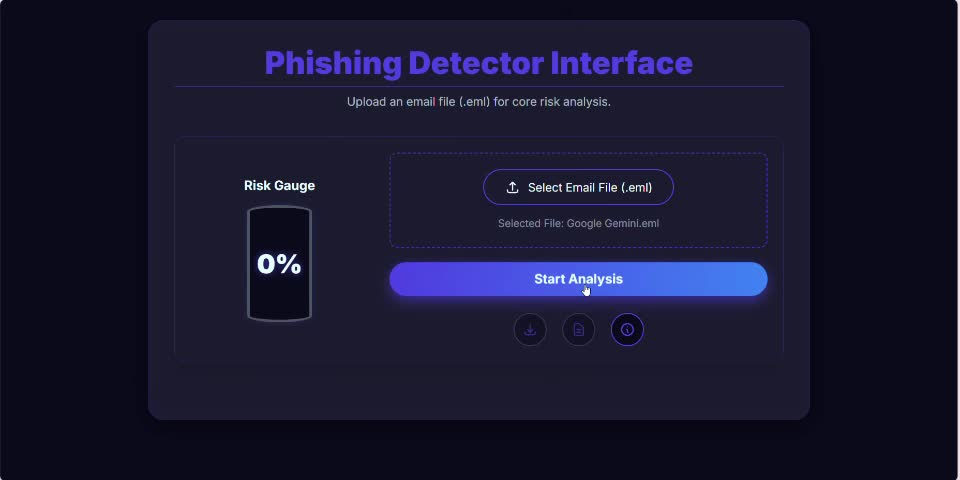 Phishing Detector Interface
Upload an email file (.eml) for core risk analysis.
Risk Gauge
0%
Select Email File (.eml)
Selected File: Google Gemini.eml
Start Analysis